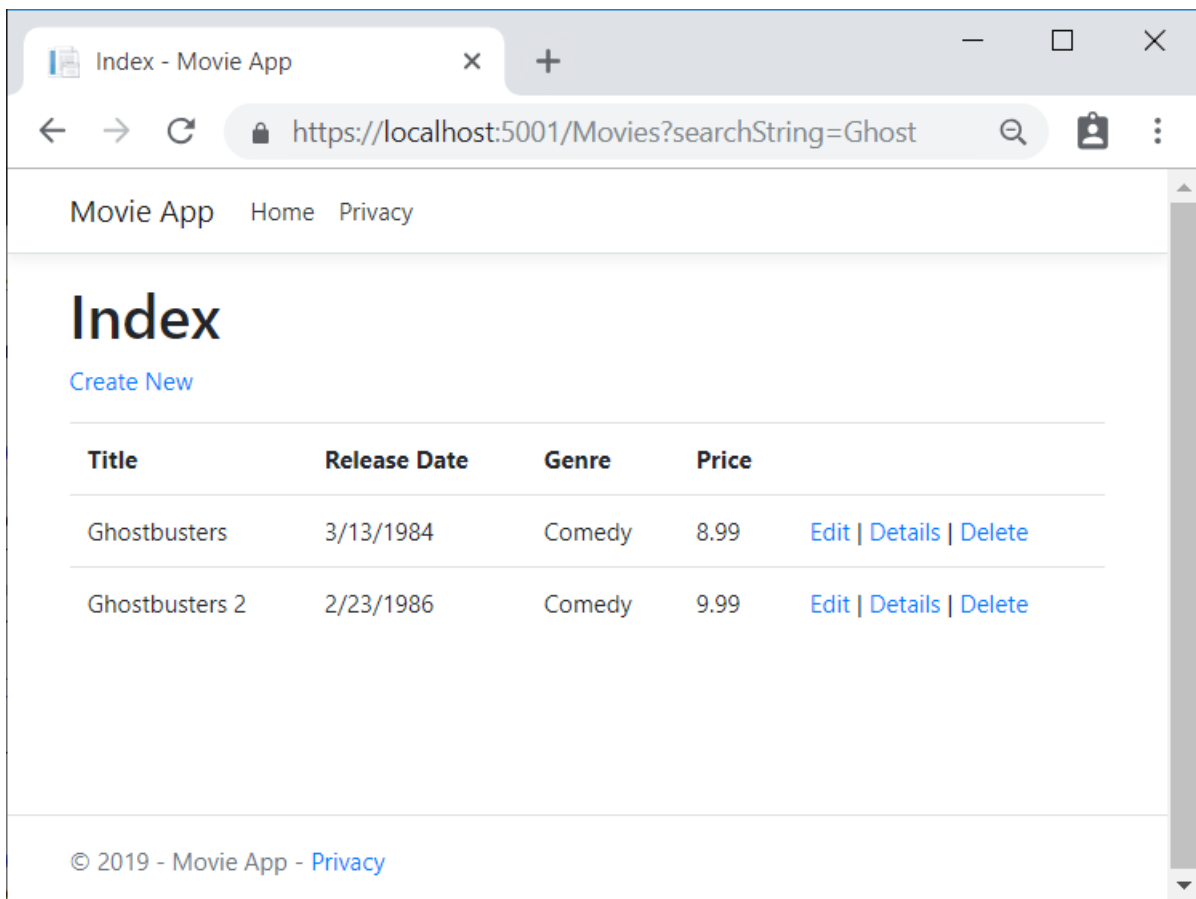 Index - Movie App
https://localhost:5001/Movies?searchString=Ghost
Movie App Home Privacy
Index
Create New
Title Release Date Genre Price
Ghostbusters 3/13/1984 Comedy 8.99 Edit | Details | Delete
Ghostbusters 2 2/23/1986 Comedy 9.99 Edit | Details | Delete
© 2019 - Movie App - Privacy